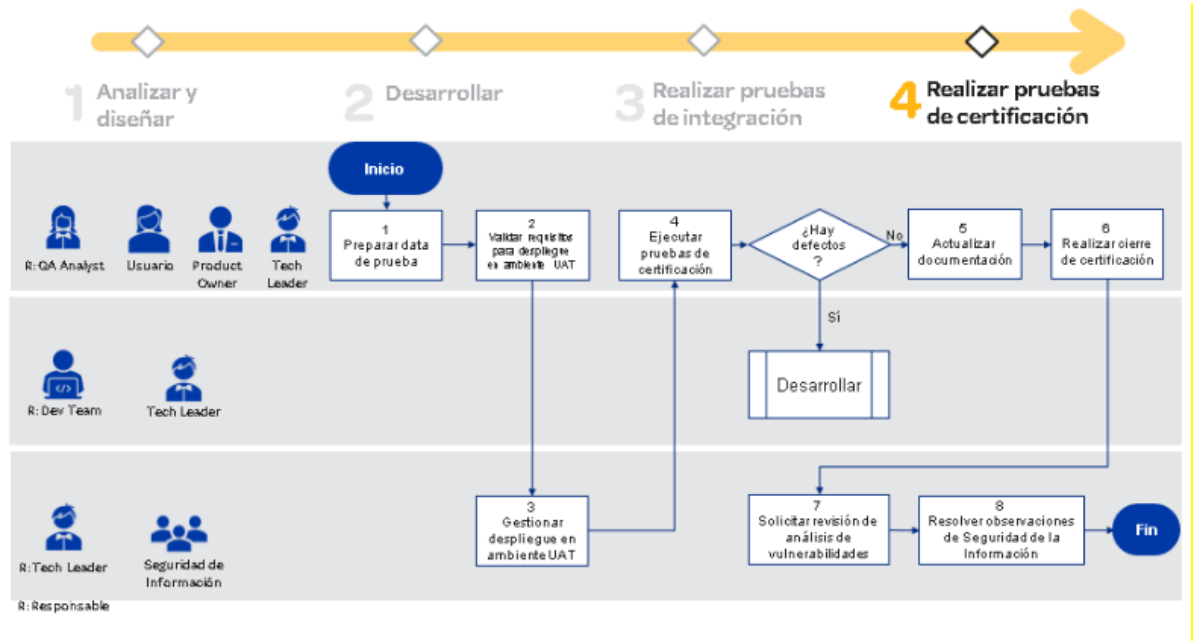 1 Analizar y
diseñar
2 Desarrollar
3 Realizar pruebas
de integración
4 Realizar pruebas
de certificación
Inicio
R:QA Analyst
Usuario
Product
Owner
Tech
Leader
1
Preparar data
de prueba
2
Validar requisitos
para despliegue
en ambiente UAT
4
Ejecutar
pruebas de
certificación
¿Hay
defectos
?
No
5
Actualizar
documentación
6
Realizar cierre
de certificación
Sí
R: Dev Team
Tech Leader
Desarrollar
R:Tech Leader
Seguridad de
Información
3
Gestionar
despliegue en
ambiente UAT
7
Solicitar revisión de
análisis de
vulnerabilidades
8
Resolver observaciones
de Seguridad de la
Información
Fin
R:Responsable